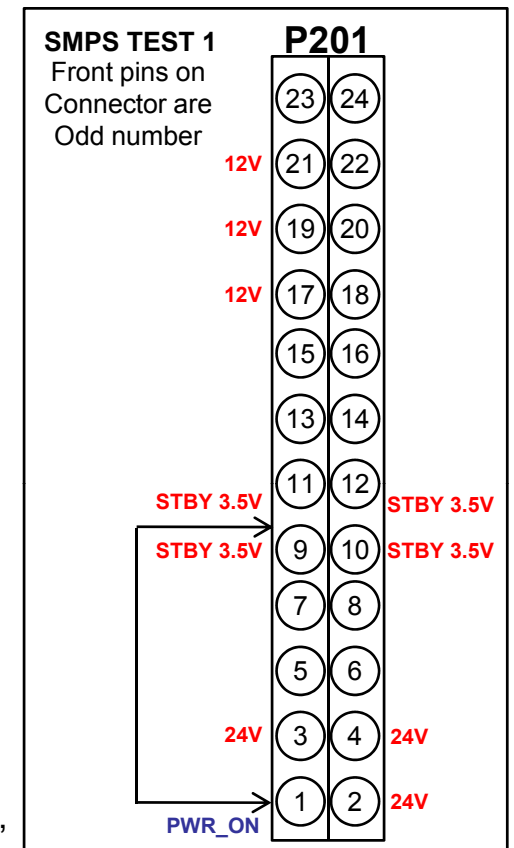 SMPS TEST 1
Front pins on
Connector are
Odd number
P201
23 24
12V 21 22
12V 19 20
12V 17 18
15 16
13 14
11 12
STBY 3.5V STBY 3.5V
STBY 3.5V 9 10 STBY 3.5V
7 8
5 6
24V 3 4 24V
1 2 24V
PWR_ON
,